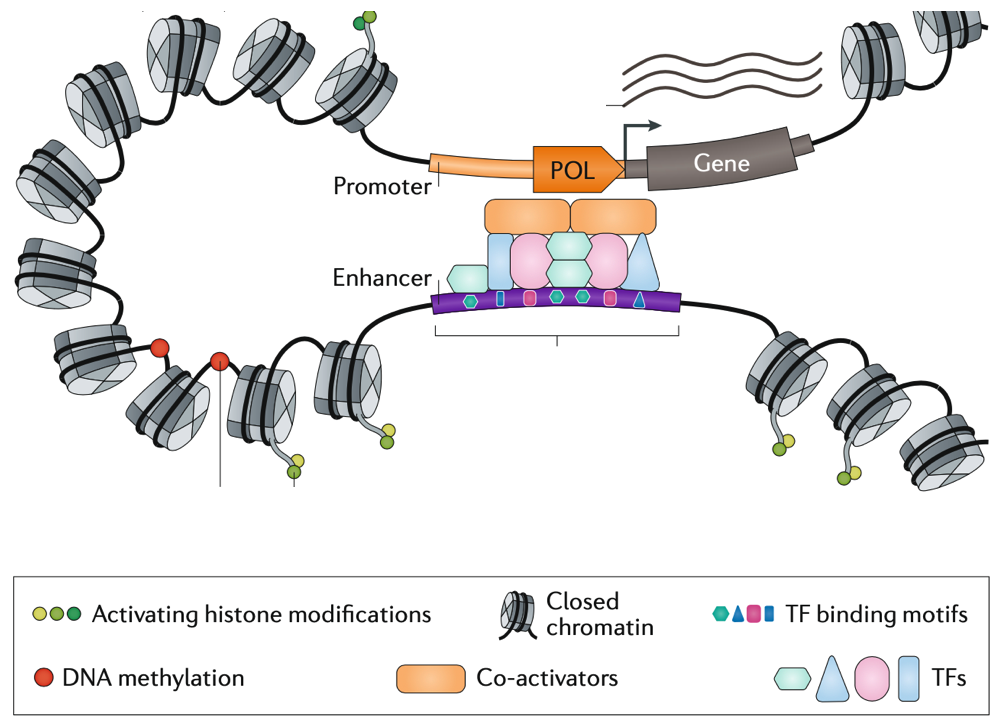 POL
Gene
Promoter
Enhancer
Activating histone modifications
Closed
chromatin
TF binding motifs
DNA methylation
Co-activators
TFs